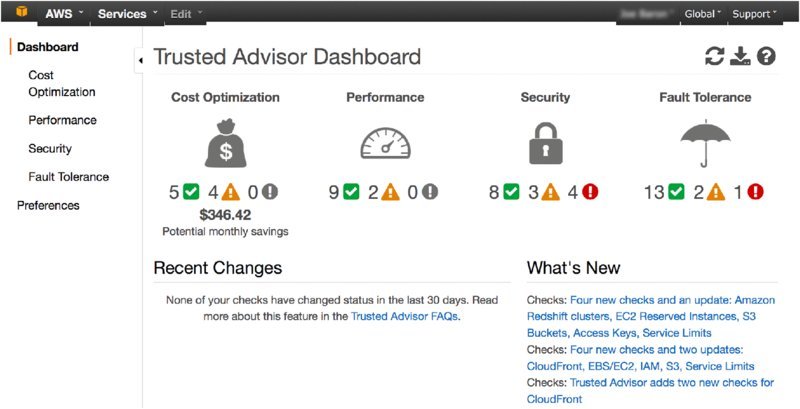 AWS Services Edit Global Support
Dashboard
Cost
Optimization
Performance
Security
Fault Tolerance
Preferences
Trusted Advisor Dashboard
Cost Optimization
5 4 0
$346.42
Potential monthly savings
Performance
9 2 0
Security
8 3 4
Fault Tolerance
13 2 1
Recent Changes
None of your checks have changed status in the last 30 days. Read
more about this feature in the Trusted Advisor FAQs.
What's New
Checks: Four new checks and an update: Amazon
Redshift clusters, EC2 Reserved Instances, S3
Buckets, Access Keys, Service Limits
Checks: Four new checks and two updates:
CloudFront, EBS/EC2, IAM, S3, Service Limits
Checks: Trusted Advisor adds two new checks for
CloudFront